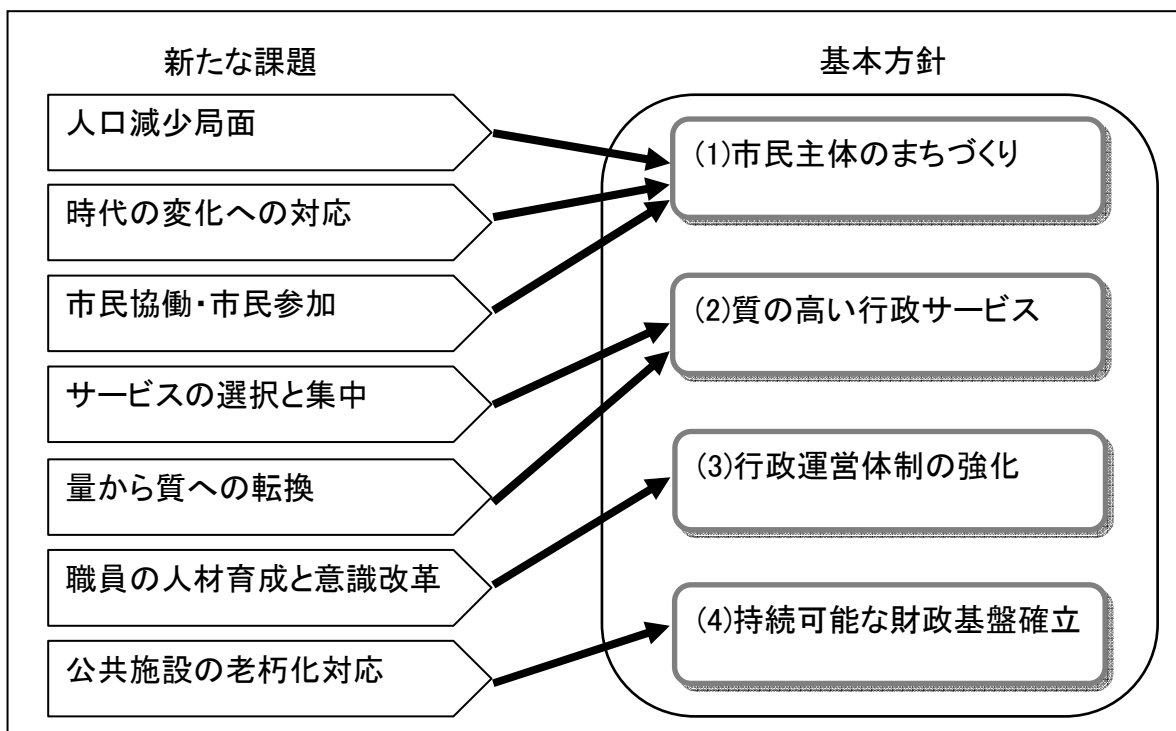 新たな課題
人口減少局面
時代の変化への対応
市民協働・市民参加
サービスの選択と集中
量から質への転換
職員の人材育成と意識改革
公共施設の老朽化対応
基本方針
(1)市民主体のまちづくり
(2)質の高い行政サービス
(3)行政運営体制の強化
(4)持続可能な財政基盤確立